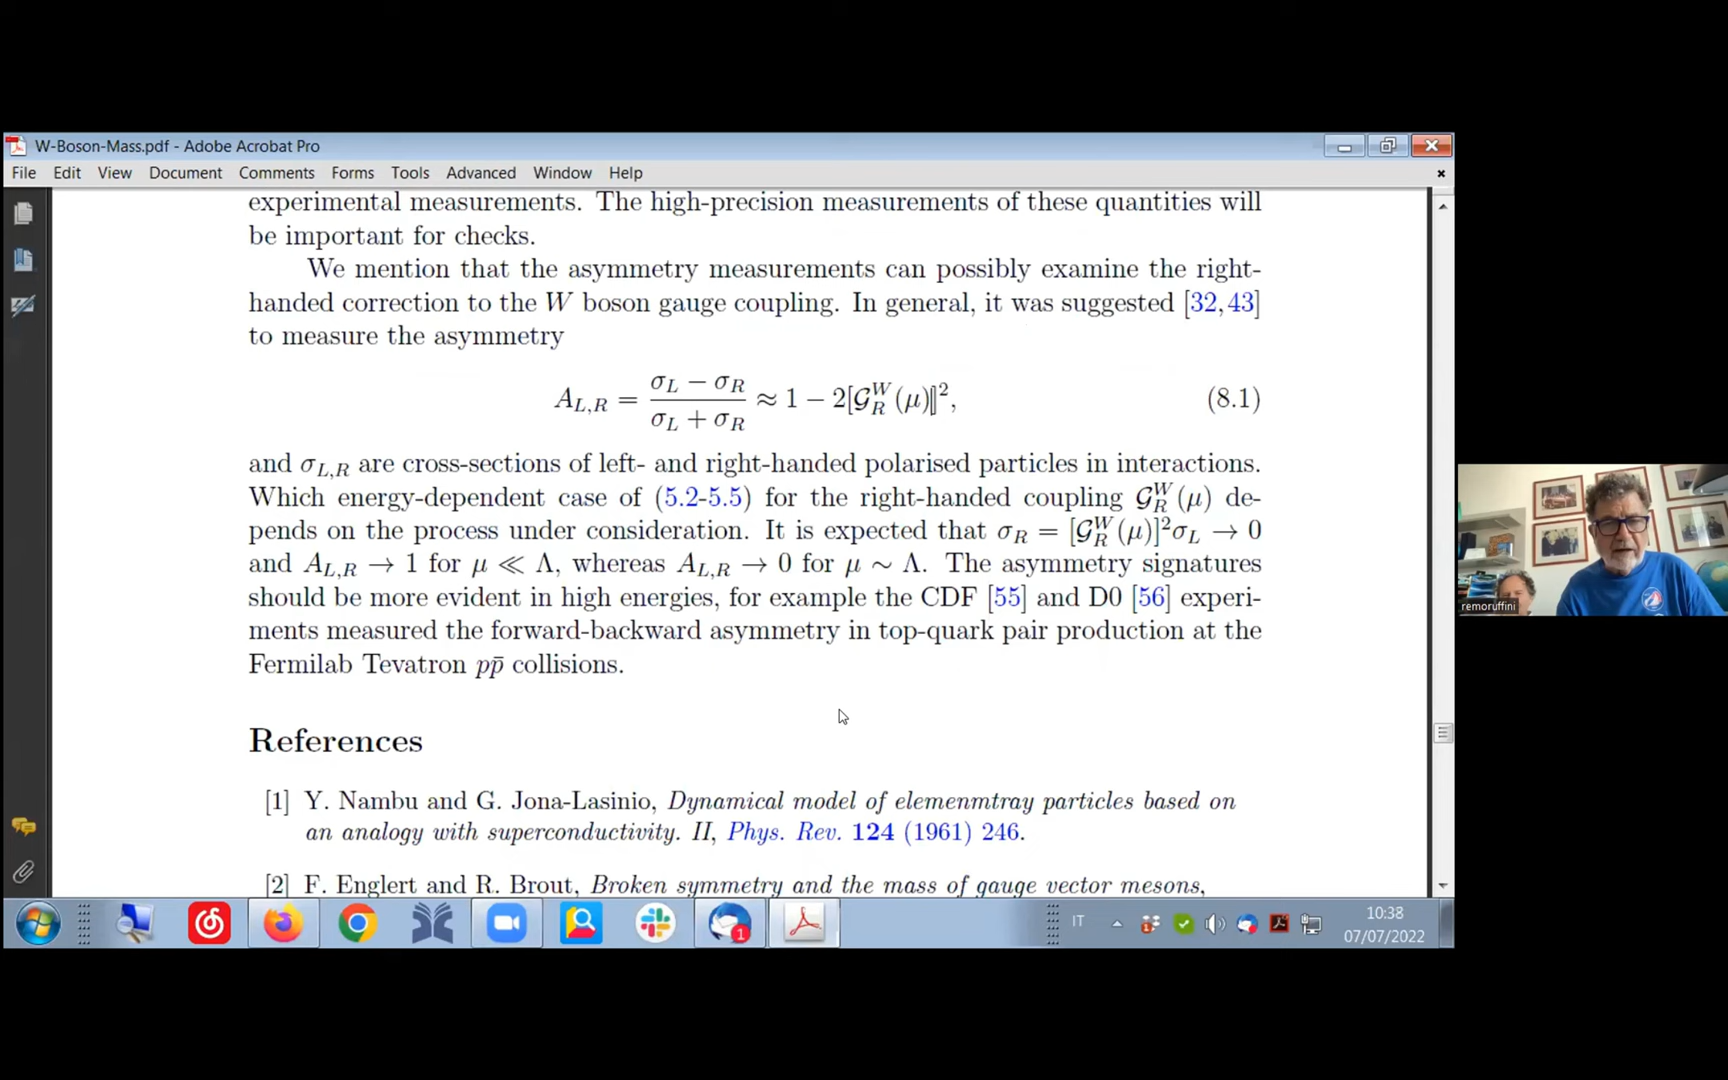 W-Boson-Mass.pdf - Adobe Acrobat Pro
File Edit View Document Comments Forms Tools Advanced Window Help
experimental measurements. The high-precision measurements of these quantities will
be important for checks.
We mention that the asymmetry measurements can possibly examine the right-
handed correction to the W boson gauge coupling. In general, it was suggested [32,43]
to measure the asymmetry
A_{L,R} = \frac{σ_L − σ_R}{σ_L + σ_R} ≈ 1 − 2[𝒢_R^W(μ)]^2, (8.1)
and σ_{L,R} are cross-sections of left- and right-handed polarised particles in interactions.
Which energy-dependent case of (5.2-5.5) for the right-handed coupling 𝒢_R^W(μ) de-
pends on the process under consideration. It is expected that σ_R = [𝒢_R^W(μ)]^2σ_L → 0
and A_{L,R} → 1 for μ ≪ Λ, whereas A_{L,R} → 0 for μ ∼ Λ. The asymmetry signatures
should be more evident in high energies, for example the CDF [55] and D0 [56] experi-
ments measured the forward-backward asymmetry in top-quark pair production at the
Fermilab Tevatron pp̄ collisions.
References
[1] Y. Nambu and G. Jona-Lasinio, Dynamical model of elemenmtray particles based on
an analogy with superconductivity. II, Phys. Rev. 124 (1961) 246.
[2] F. Englert and R. Brout, Broken symmetry and the mass of gauge vector mesons,
remoruffini
1
IT
10:38
07/07/2022